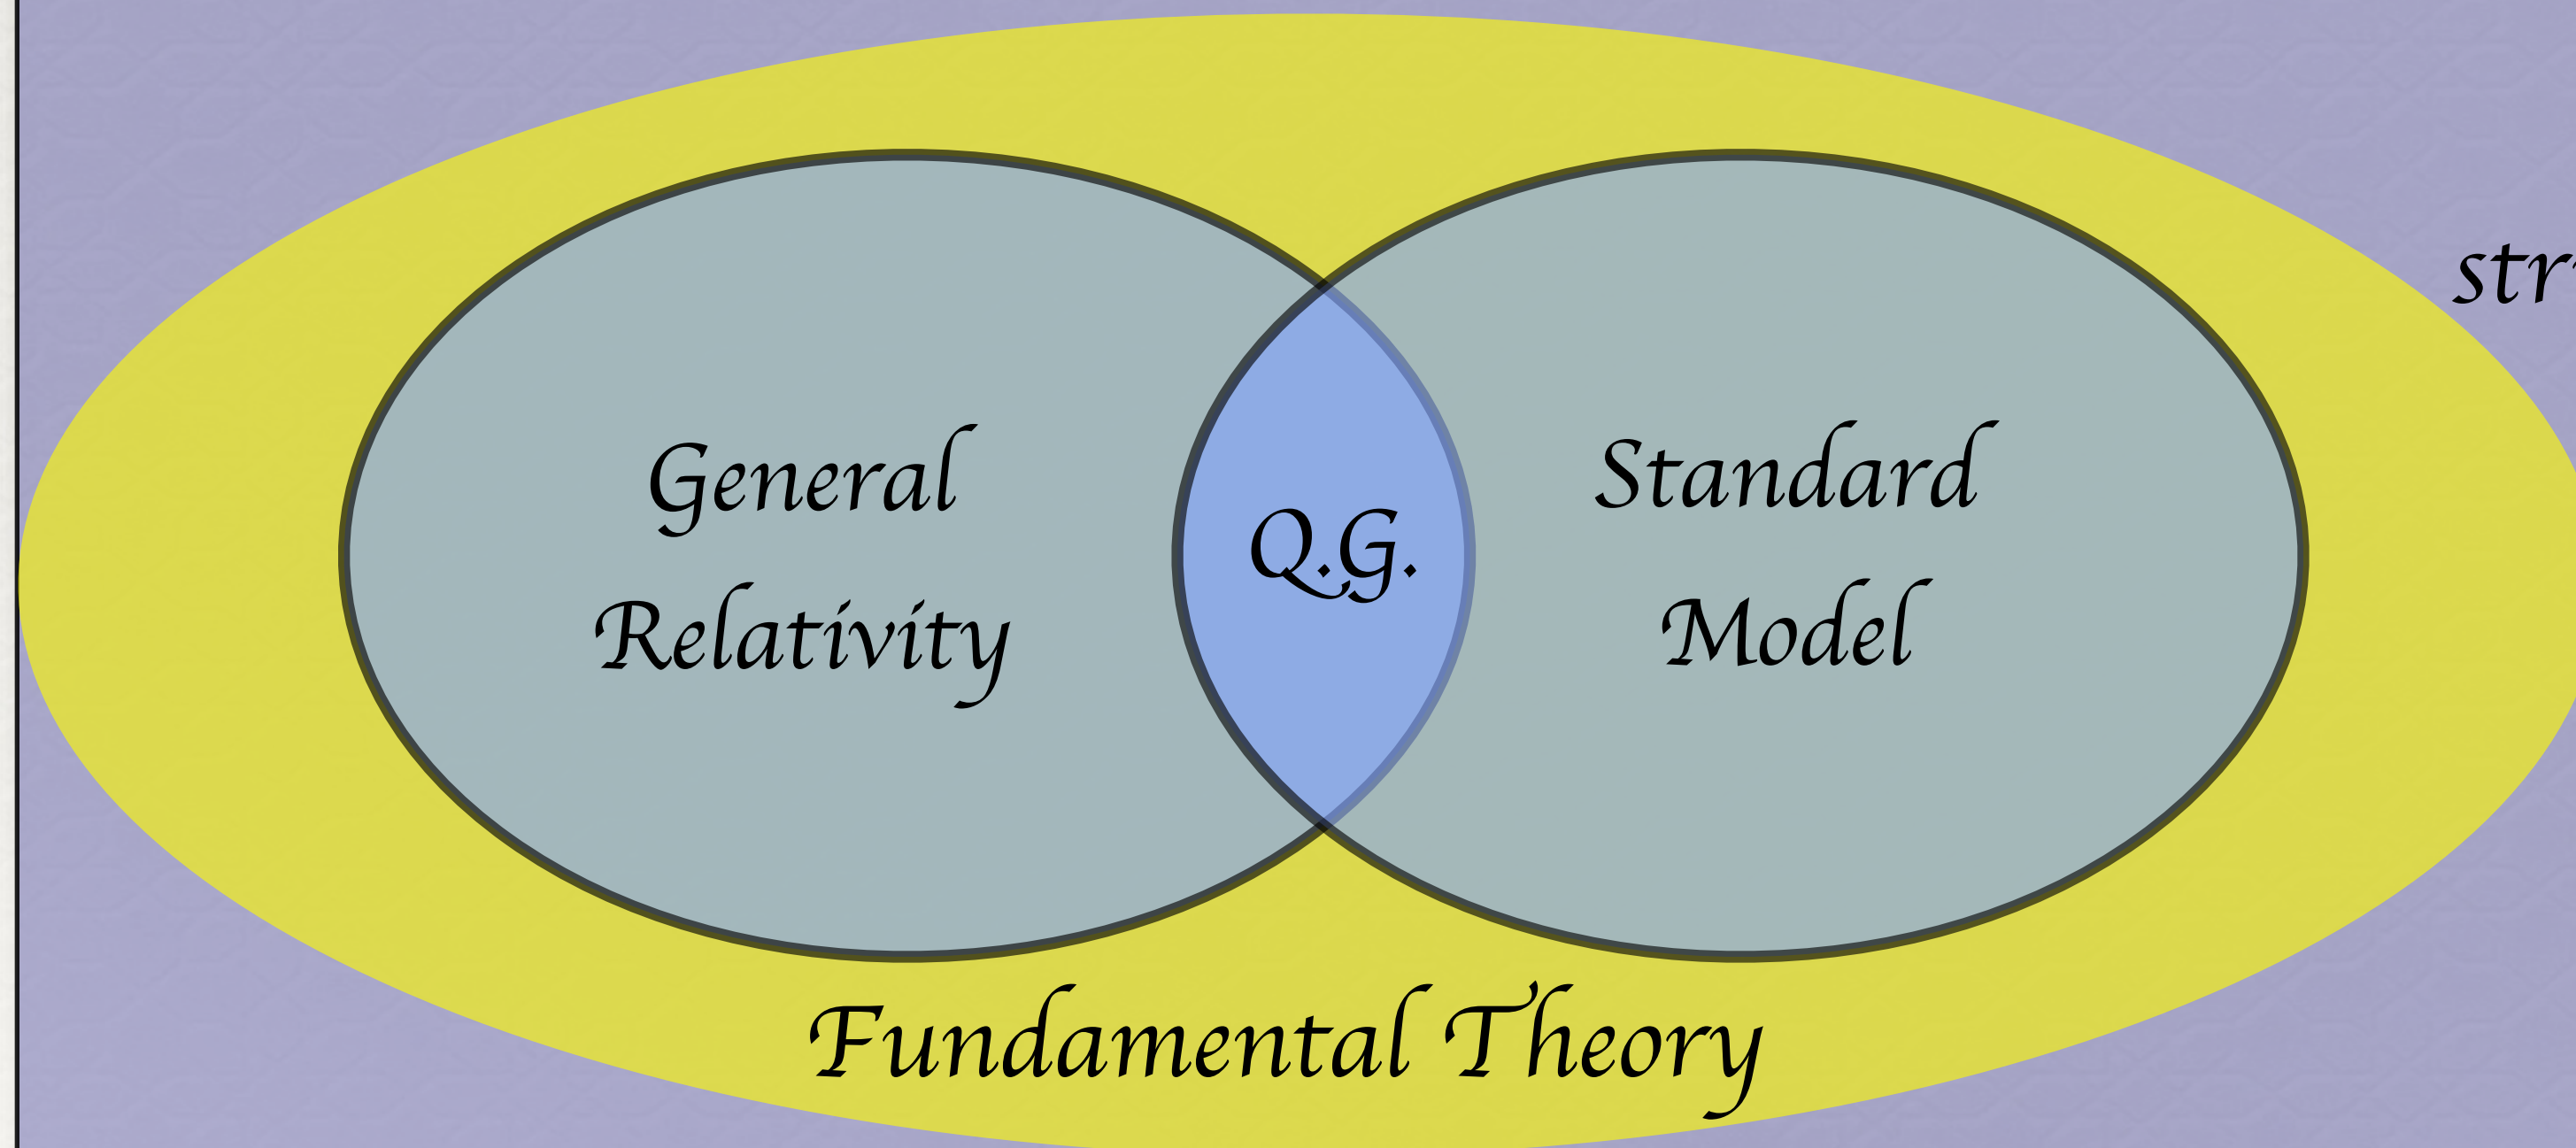 General
Relativity
Q.G.
Standard
Model
Fundamental Theory